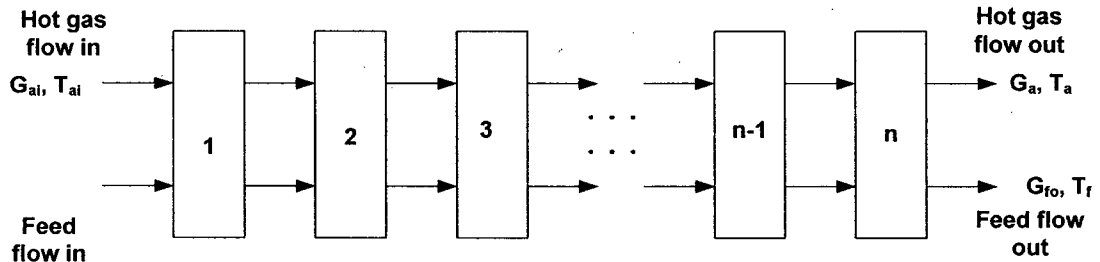 Hot gas
flow in
G_ai, T_ai
Feed
flow in
1
2
3
. . .
. . .
n-1
n
Hot gas
flow out
G_a, T_a
G_fo, T_f
Feed flow
out